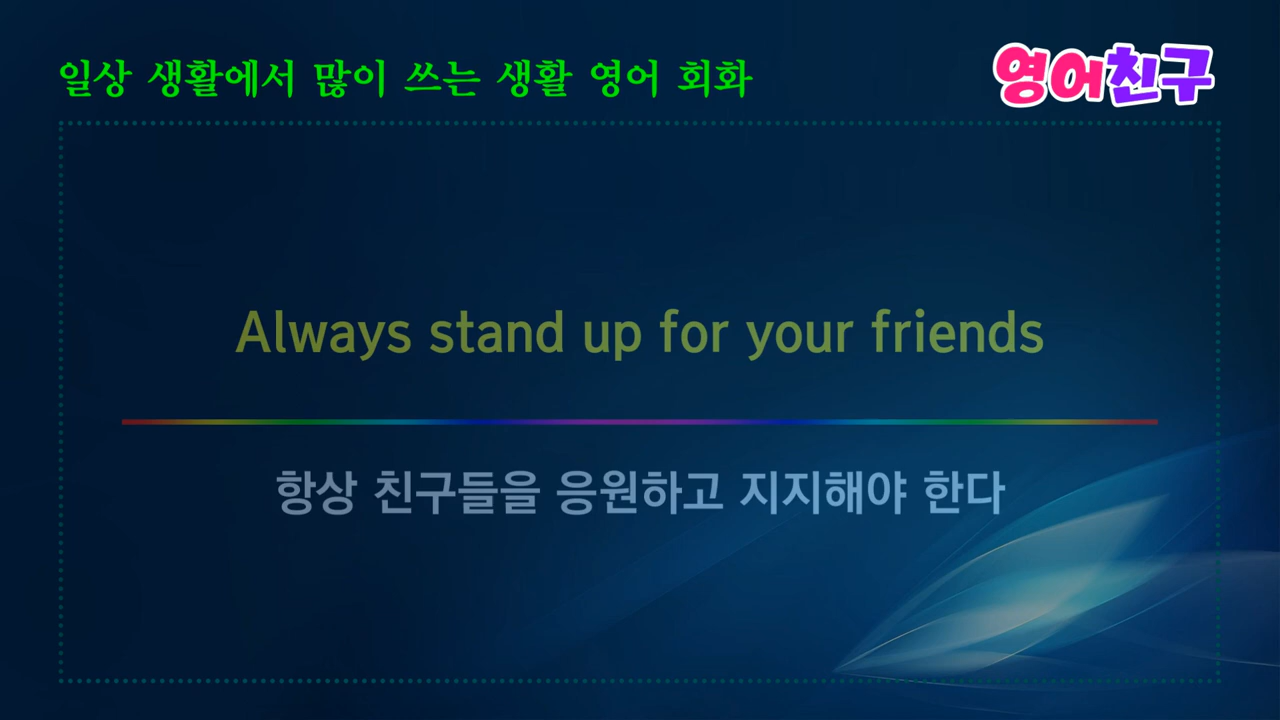 일상 생활에서 많이 쓰는 생활 영어 회화
영어친구
Always stand up for your friends
항상 친구들을 응원하고 지지해야 한다